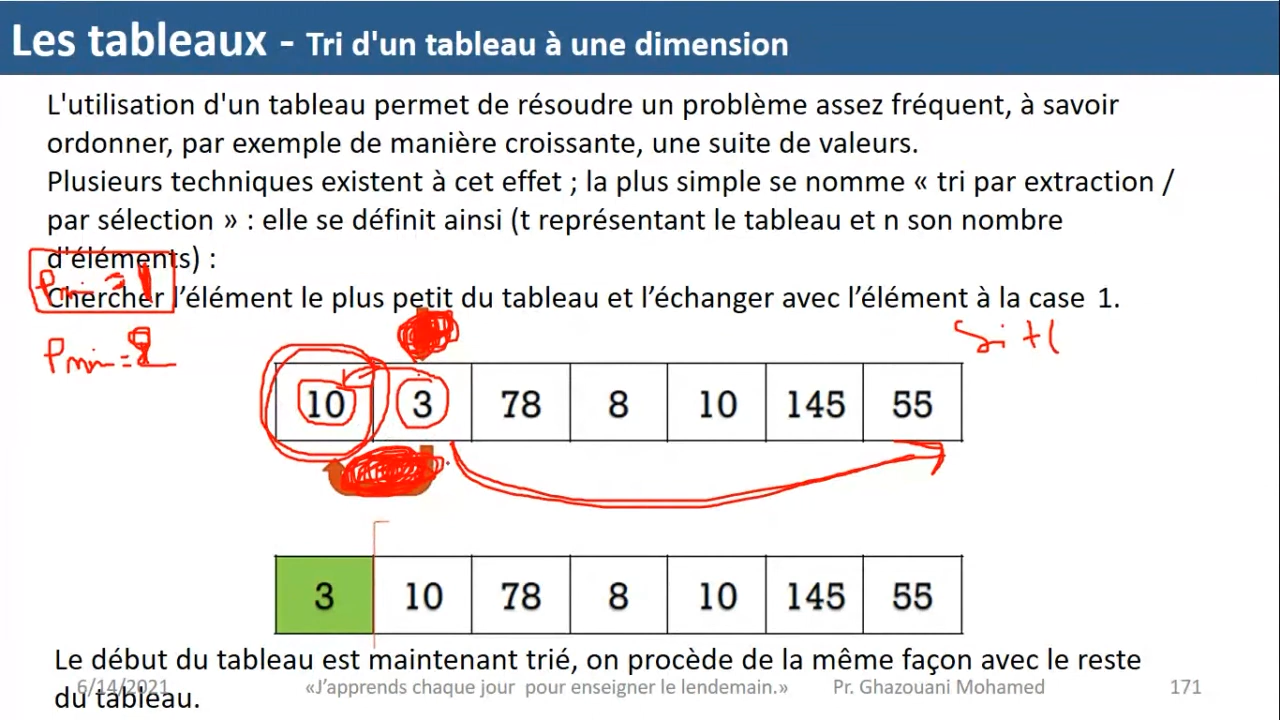 Les tableaux - Tri d'un tableau à une dimension
L'utilisation d'un tableau permet de résoudre un problème assez fréquent, à savoir
ordonner, par exemple de manière croissante, une suite de valeurs.
Plusieurs techniques existent à cet effet ; la plus simple se nomme « tri par extraction /
par sélection » : elle se définit ainsi (t représentant le tableau et n son nombre
d'éléments) :
Pmin = 1
Chercher l’élément le plus petit du tableau et l’échanger avec l’élément à la case 1.
Pmin = 2
10 3 78 8 10 145 55
3 10 78 8 10 145 55
Le début du tableau est maintenant trié, on procède de la même façon avec le reste
du tableau.
6/14/2021 «J’apprends chaque jour pour enseigner le lendemain.» Pr. Ghazouani Mohamed 171